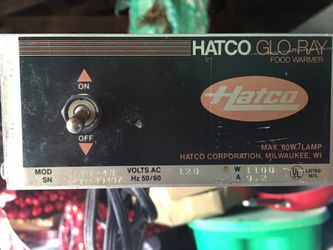 HATCO GLO-RAY
FOOD WARMER
ON
Hatco
OFF
MAX. 60W./LAMP
HATCO CORPORATION, MILWAUKEE, WI
MOD VOLTS AC 120 W 1100
SN Hz 50/60 A 9.2
UL LISTED